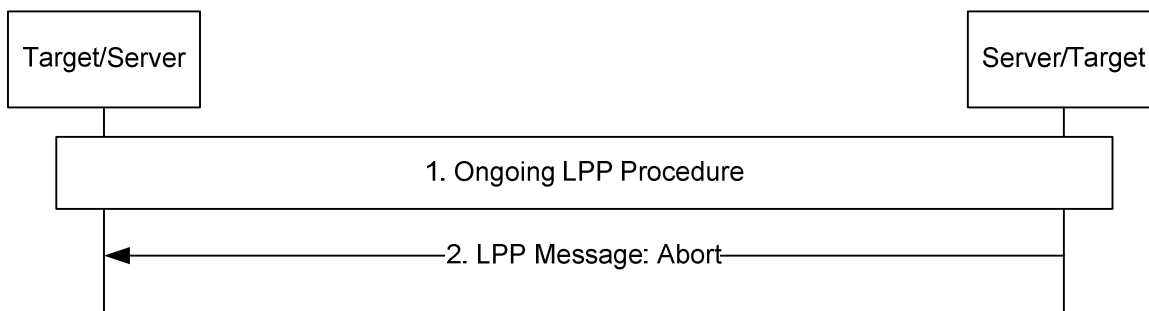 Target/Server
Server/Target
1. Ongoing LPP Procedure
2. LPP Message: Abort